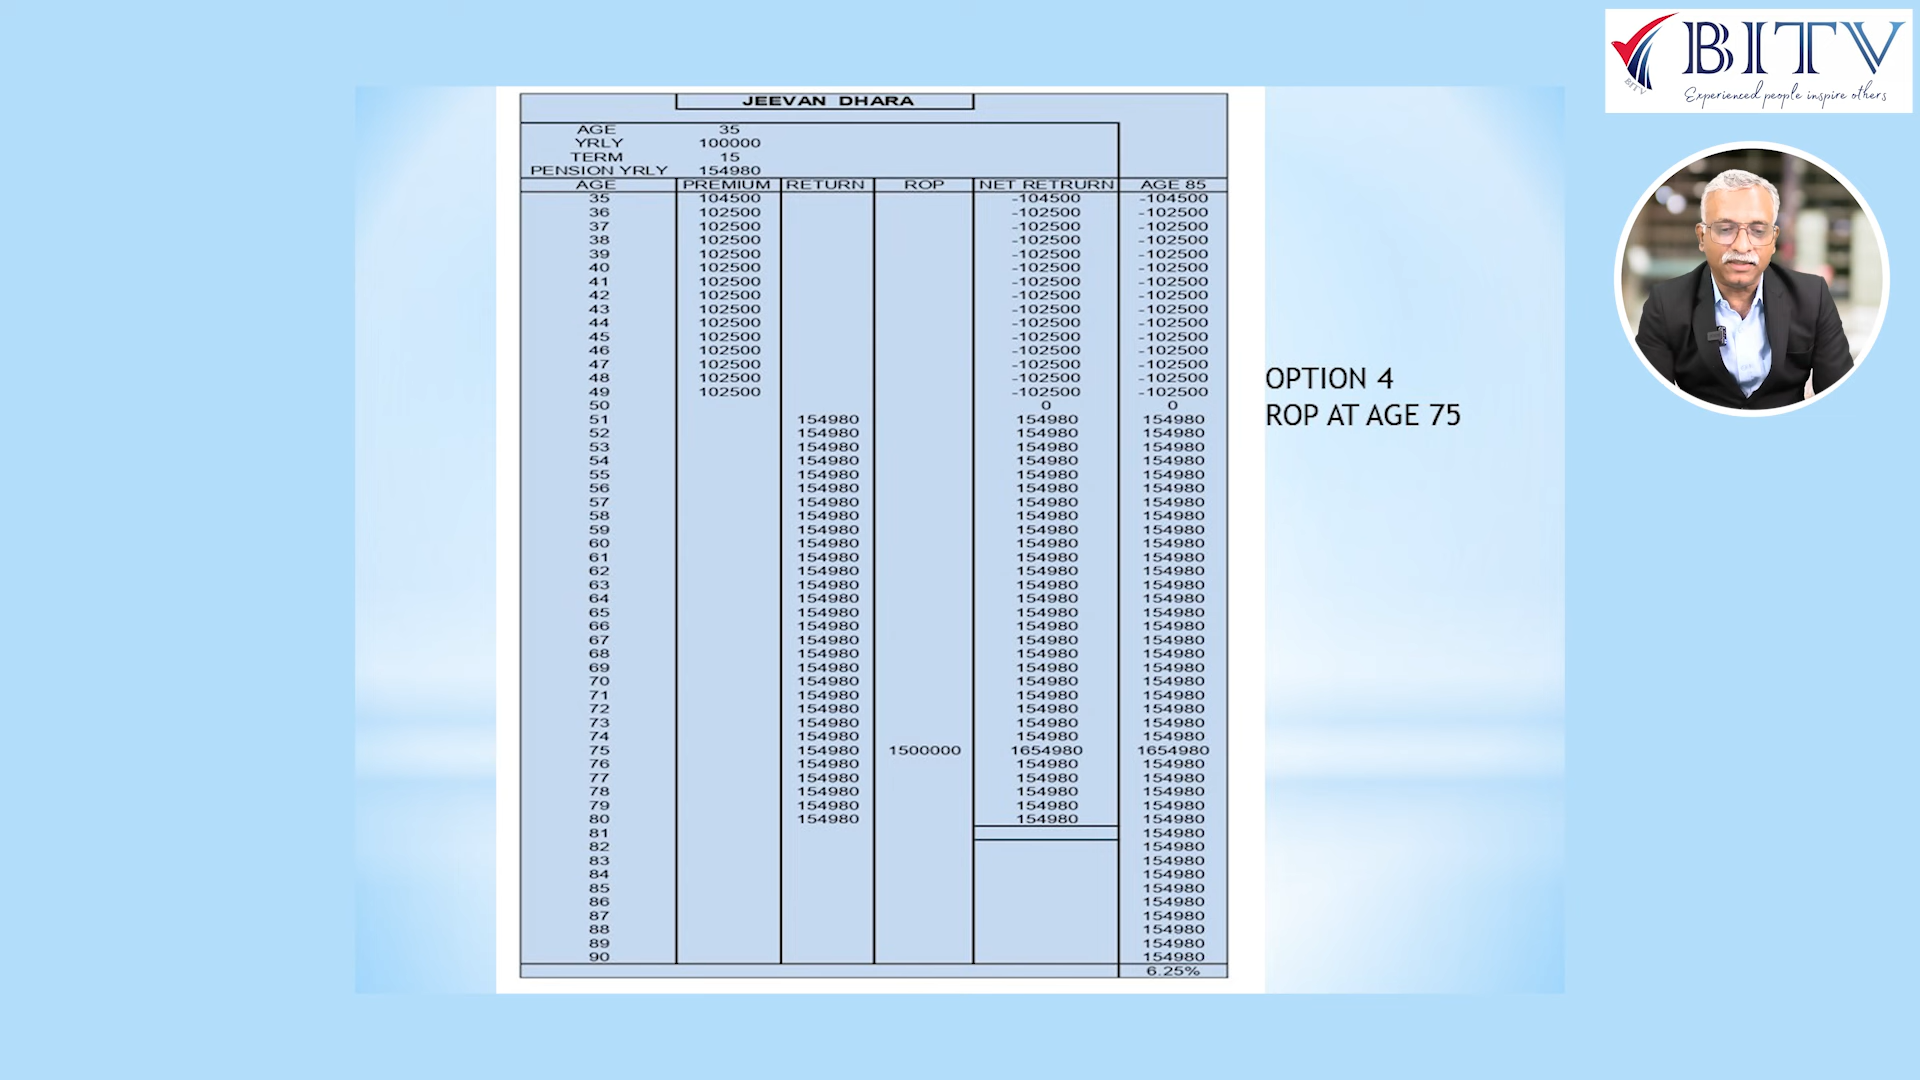 BITV
Experienced people inspire others
BITV
JEEVAN DHARA
AGE 35
YRLY 100000
TERM 15
PENSION YRLY 154980
AGE PREMIUM RETURN ROP NET RETRURN AGE 85
35 104500 -104500 -104500
36 102500 -102500 -102500
37 102500 -102500 -102500
38 102500 -102500 -102500
39 102500 -102500 -102500
40 102500 -102500 -102500
41 102500 -102500 -102500
42 102500 -102500 -102500
43 102500 -102500 -102500
44 102500 -102500 -102500
45 102500 -102500 -102500
46 102500 -102500 -102500
47 102500 -102500 -102500
48 102500 -102500 -102500
49 102500 -102500 -102500
50 0 0
51 154980 154980 154980
52 154980 154980 154980
53 154980 154980 154980
54 154980 154980 154980
55 154980 154980 154980
56 154980 154980 154980
57 154980 154980 154980
58 154980 154980 154980
59 154980 154980 154980
60 154980 154980 154980
61 154980 154980 154980
62 154980 154980 154980
63 154980 154980 154980
64 154980 154980 154980
65 154980 154980 154980
66 154980 154980 154980
67 154980 154980 154980
68 154980 154980 154980
69 154980 154980 154980
70 154980 154980 154980
71 154980 154980 154980
72 154980 154980 154980
73 154980 154980 154980
74 154980 154980 154980
75 154980 1500000 1654980 1654980
76 154980 154980 154980
77 154980 154980 154980
78 154980 154980 154980
79 154980 154980 154980
80 154980 154980 154980
81 154980
82 154980
83 154980
84 154980
85 154980
86 154980
87 154980
88 154980
89 154980
90 154980
6.25%
OPTION 4
ROP AT AGE 75